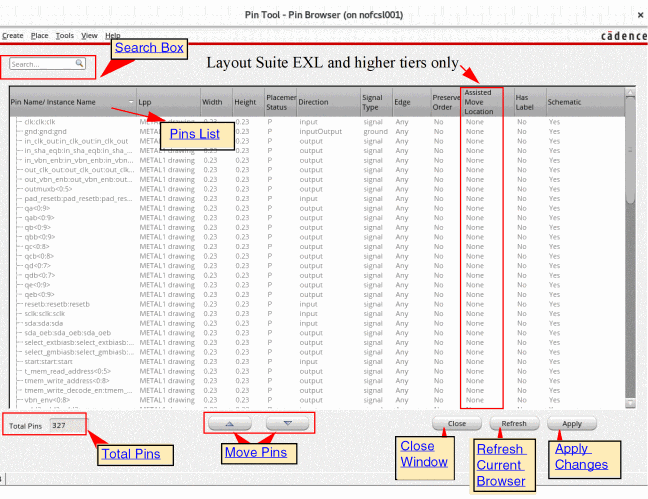 Pin Tool - Pin Browser (on nofcsl001)
×
Create Place Tools View Help
cādence
Search Box
Search...
Layout Suite EXL and higher tiers only
Pin Name/ Instance Name Lpp Width Height Placement Status Direction Signal Type Edge Preserve Order Assisted Move Location Has Label Schematic
Pins List
clk:clk:clk METAL1 drawing 0.23 0.23 P input signal Any No None No Yes
gnd:gnd:gnd METAL1 drawing 0.23 P inputOutput ground Any No None No Yes
in_clk_out:in_clk_out:in_clk_out 0.23 P output signal Any No None No Yes
in_sha_eqb:in_sha_eqb:in_sha_... 0.23 P output signal Any No None No Yes
in_vbn_enb:in_vbn_enb:in_vbn... METAL1 drawing 0.23 0.23 P output signal Any No None No Yes
out_clk_out:out_clk_out:out_clk... METAL1 drawing 0.23 0.23 P output signal Any No None No Yes
out_vbn_enb:out_vbn_enb:out... METAL1 drawing 0.23 0.23 P output signal Any No None No Yes
outmuxb<0:5> METAL1 drawing 0.23 0.23 P output signal Any No None No Yes
pad_resetb:pad_resetb:pad_res... METAL1 drawing 0.23 0.23 P input signal Any No None No Yes
qa<0:9> METAL1 drawing 0.23 0.23 P output signal Any No None No Yes
qab<0:9> METAL1 drawing 0.23 0.23 P output signal Any No None No Yes
qb<0:9> METAL1 drawing 0.23 0.23 P output signal Any No None No Yes
qbb<0:9> METAL1 drawing 0.23 0.23 P output signal Any No None No Yes
qc<0:8> METAL1 drawing 0.23 0.23 P output signal Any No None No Yes
qcb<0:8> METAL1 drawing 0.23 0.23 P output signal Any No None No Yes
qd<0:7> METAL1 drawing 0.23 0.23 P output signal Any No None No Yes
qdb<0:7> METAL1 drawing 0.23 0.23 P output signal Any No None No Yes
qe<0:9> METAL1 drawing 0.23 0.23 P output signal Any No None No Yes
qeb<0:9> METAL1 drawing 0.23 0.23 P output signal Any No None No Yes
resetb:resetb:resetb METAL1 drawing 0.23 0.23 P input signal Any No None No Yes
sclk:sclk:sclk METAL1 drawing 0.23 0.23 P input signal Any No None No Yes
sda:sda:sda METAL1 drawing 0.23 0.23 P input signal Any No None No Yes
sda_oeb:sda_oeb:sda_oeb METAL1 drawing 0.23 0.23 P output signal Any No None No Yes
select_extbiasb:select_extbiasb:... METAL1 drawing 0.23 0.23 P output signal Any No None No Yes
select_gmbiasb:select_gmbiasb:... METAL1 drawing 0.23 0.23 P output signal Any No None No Yes
start:start:start METAL1 drawing 0.23 0.23 P input signal Any No None No Yes
t_mem_read_address<0:5> METAL1 drawing 0.23 0.23 P output signal Any No None No Yes
tmem_write_address<0:8> METAL1 drawing 0.23 0.23 P output signal Any No None No Yes
tmem_write_decode_en:tmem_... METAL1 drawing 0.23 0.23 P output signal Any No None No Yes
vbn_env<0:8> METAL1 drawing 0.23 0.23 P output signal Any No None No Yes
Total Pins 327
Close Refresh Apply
Total Pins
Move Pins
Close Window
Refresh Current Browser
Apply Changes